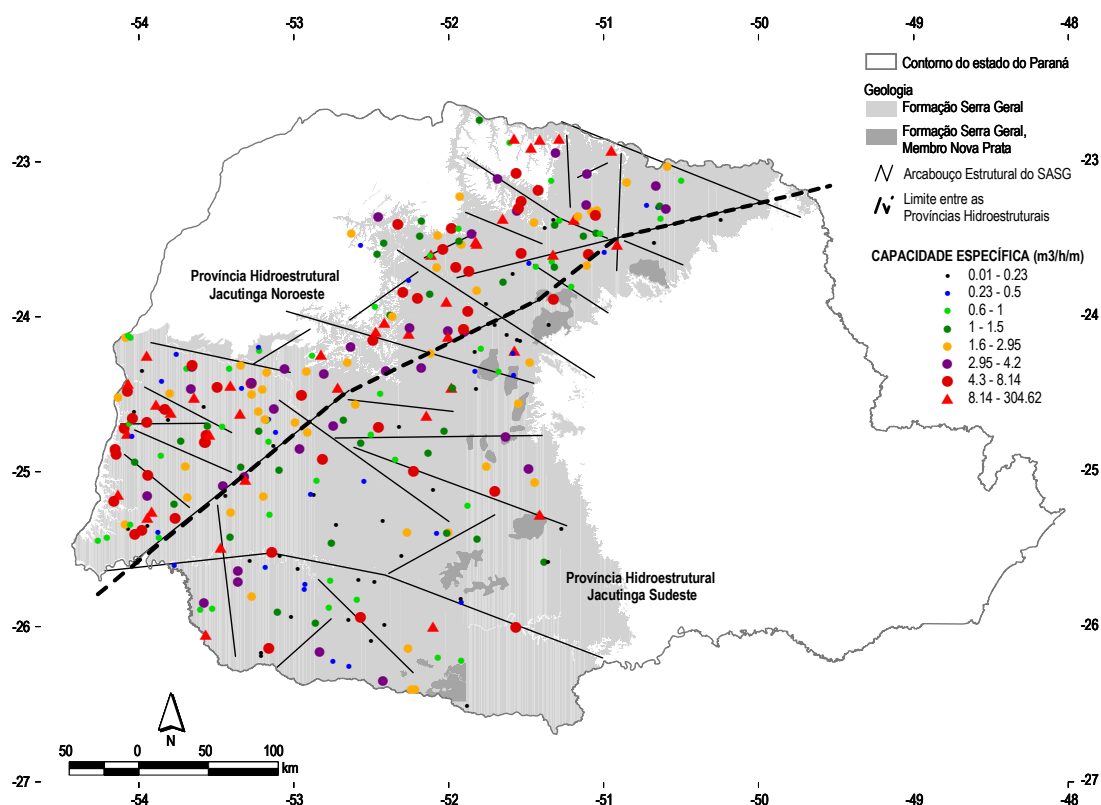 -54 -53 -52 -51 -50 -49 -48
Contorno do estado do Paraná
Geologia
Formação Serra Geral
Formação Serra Geral,
Membro Nova Prata
Arcabouço Estrutural do SASG
Limite entre as
Províncias Hidroestruturais
CAPACIDADE ESPECÍFICA (m3/h/m)
0.01 - 0.23
0.23 - 0.5
0.6 - 1
1 - 1.5
1.6 - 2.95
2.95 - 4.2
4.3 - 8.14
8.14 - 304.62
-23 -23
Província Hidroestrutural
Jacutinga Noroeste
-24 -24
-25 -25
Província Hidroestrutural
Jacutinga Sudeste
-26 -26
N
50 0 50 100
km
-27 -27
-54 -53 -52 -51 -50 -49 -48